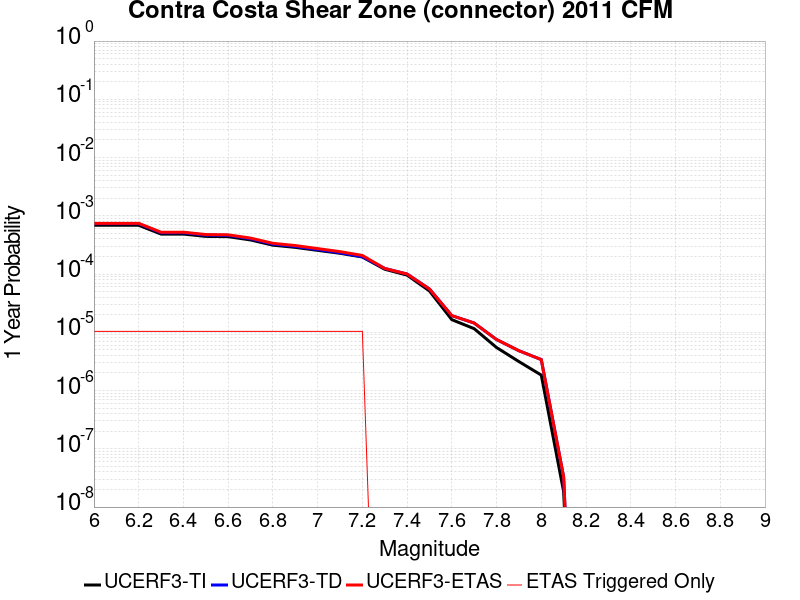 Contra Costa Shear Zone (connector) 2011 CFM
1 Year Probability
10^0
10^-1
10^-2
10^-3
10^-4
10^-5
10^-6
10^-7
10^-8
6 6.2 6.4 6.6 6.8 7 7.2 7.4 7.6 7.8 8 8.2 8.4 8.6 8.8 9
Magnitude
UCERF3-TI UCERF3-TD UCERF3-ETAS ETAS Triggered Only